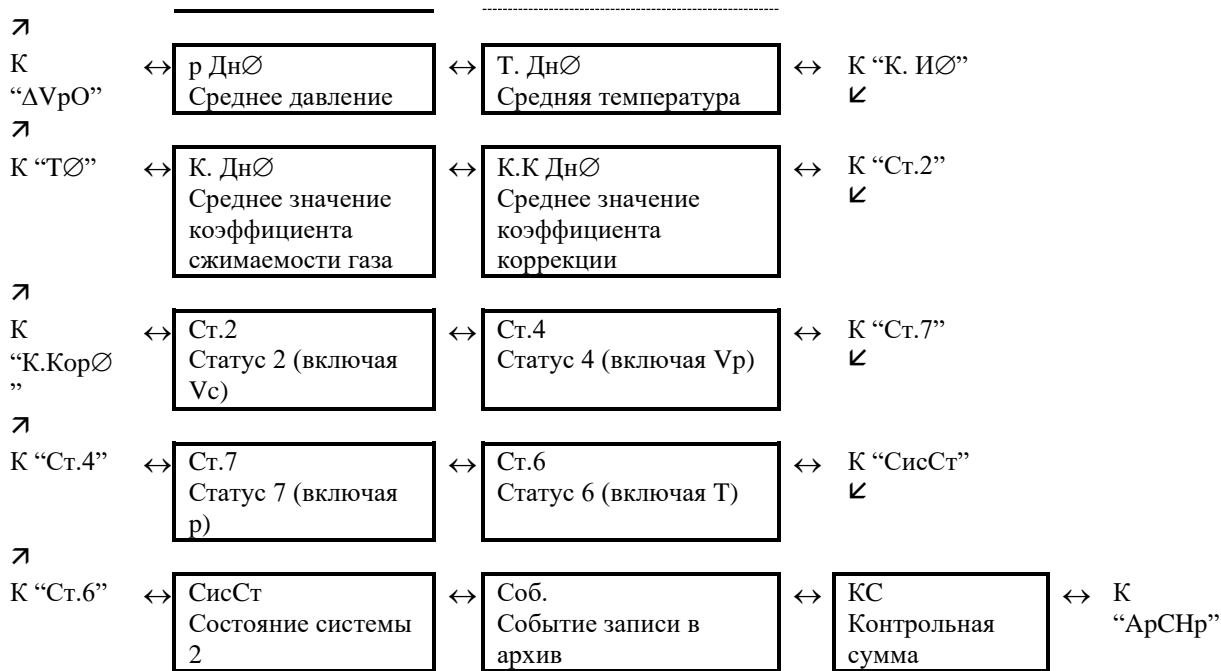 К “ΔVpO” ↔ р Дн∅ ↔ Т. Дн∅ ↔ К “К. И∅”
Среднее давление
Средняя температура
К “Т∅” ↔ К. Дн∅ ↔ К.К Дн∅ ↔ К “Ст.2”
Среднее значение
коэффициента
сжимаемости газа
Среднее значение
коэффициента
коррекции
К “К.Кор∅ ” ↔ Ст.2 ↔ Ст.4 ↔ К “Ст.7”
Статус 2 (включая
Vc)
Статус 4 (включая Vp)
К “Ст.4” ↔ Ст.7 ↔ Ст.6 ↔ К “СисСт”
Статус 7 (включая
р)
Статус 6 (включая Т)
К “Ст.6” ↔ СисСт ↔ Соб. ↔ КС ↔ К “АрСНр”
Состояние системы
2
Событие записи в
архив
Контрольная
сумма